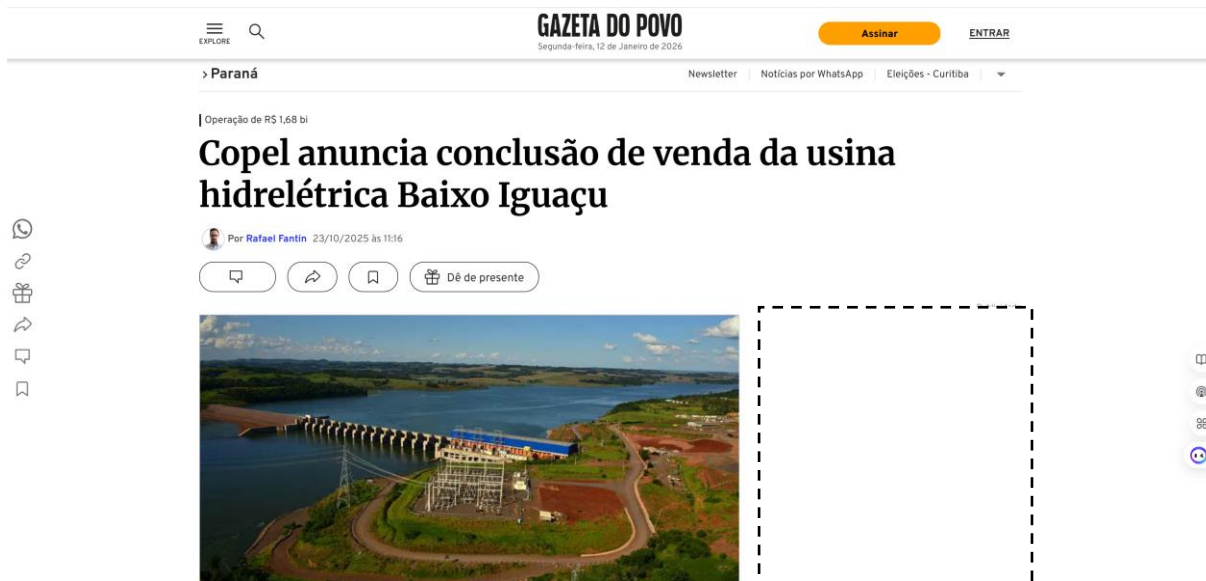 EXPLORE
GAZETA DO POVO
Segunda-feira, 12 de Janeiro de 2026
Assinar
ENTRAR
Paraná
Newsletter
Notícias por WhatsApp
Eleições - Curitiba
Operação de R$ 1,68 bi
Copel anuncia conclusão de venda da usina
hidrelétrica Baixo Iguaçu
Por Rafael Fantin 23/10/2025 às 11:16
Dê de presente